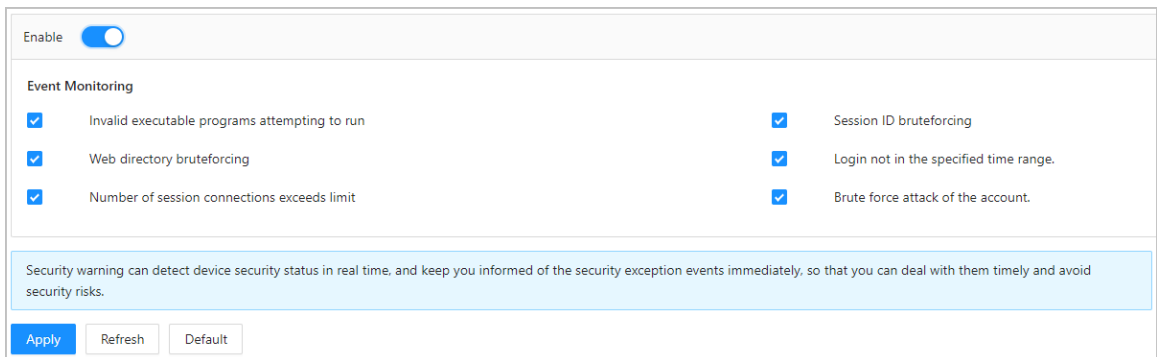 Enable
Event Monitoring
Invalid executable programs attempting to run
Session ID bruteforcing
Web directory bruteforcing
Login not in the specified time range.
Number of session connections exceeds limit
Brute force attack of the account.
Security warning can detect device security status in real time, and keep you informed of the security exception events immediately, so that you can deal with them timely and avoid
security risks.
Apply Refresh Default